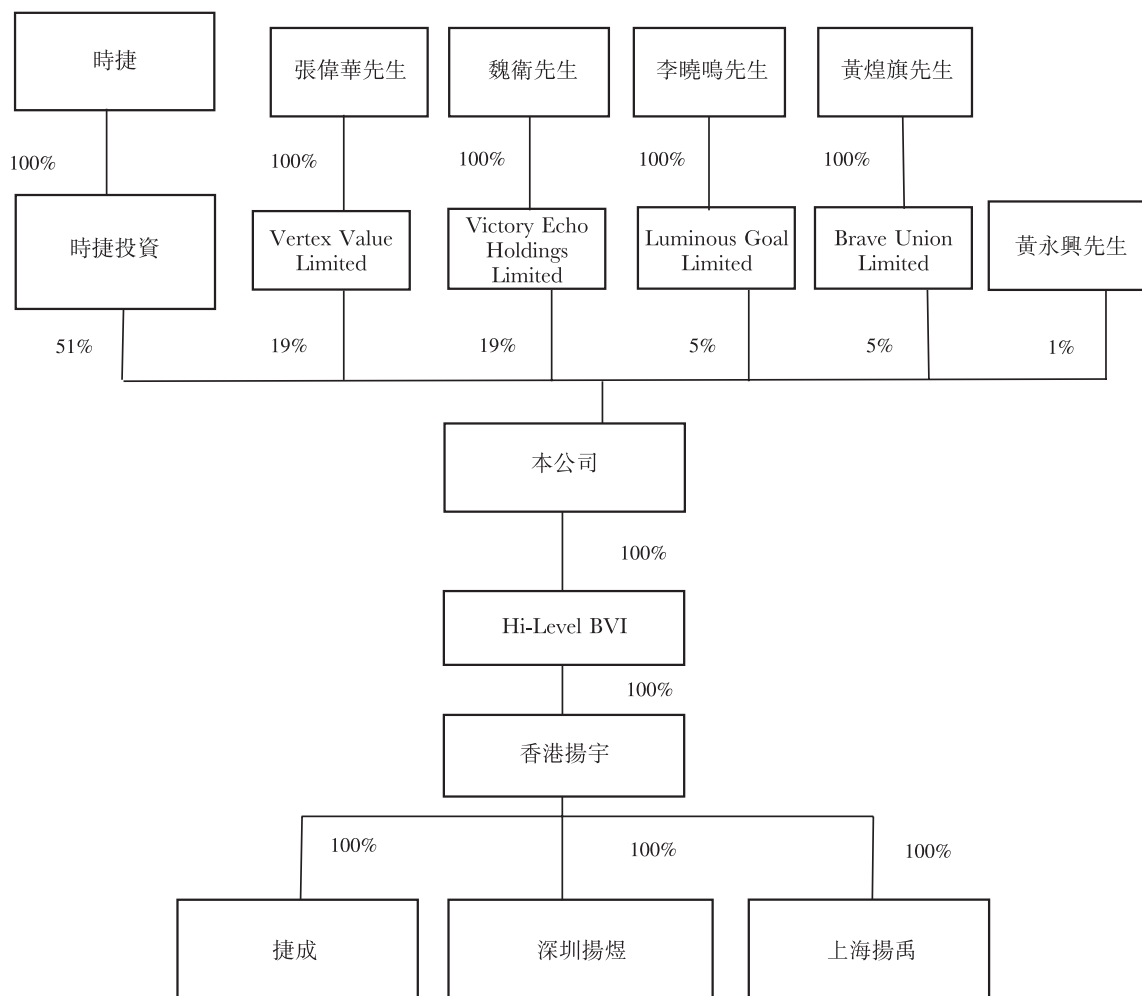 時捷
張偉華先生
魏衛先生
李曉鳴先生
黃煌旗先生
100%
100%
100%
100%
100%
時捷投資
Vertex Value
Limited
Victory Echo
Holdings
Limited
Luminous Goal
Limited
Brave Union
Limited
黃永興先生
51%
19%
19%
5%
5%
1%
本公司
100%
Hi-Level BVI
100%
香港揚宇
100%
100%
100%
捷成
深圳揚煜
上海揚禹